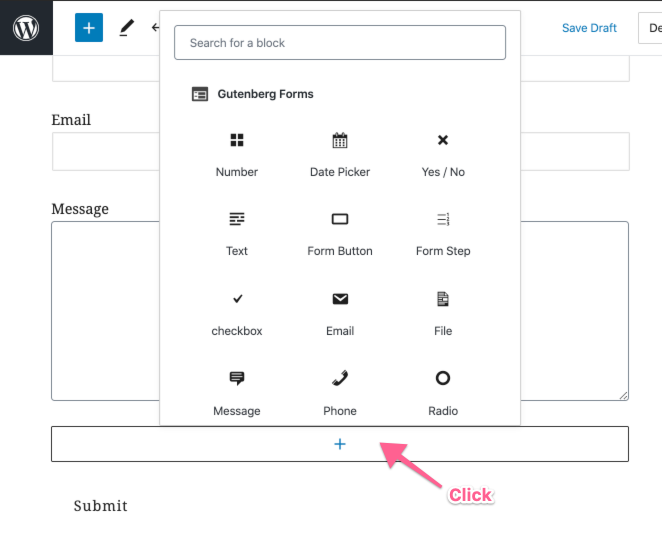 Save Draft
De
Search for a block
Gutenberg Forms
Email
Number
Date Picker
Yes / No
Message
Text
Form Button
Form Step
checkbox
Email
File
Message
Phone
Radio
Click
Submit